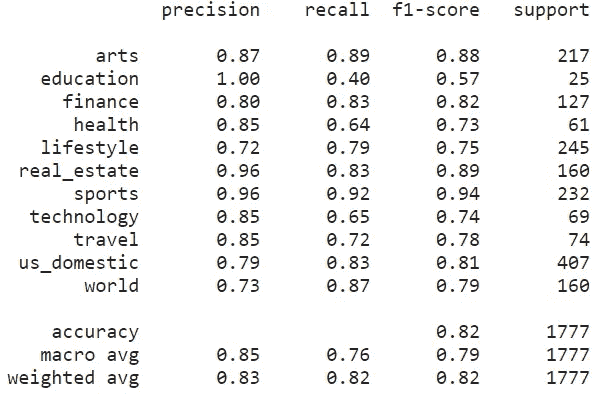 precision recall f1-score support
arts 0.87 0.89 0.88 217
education 1.00 0.40 0.57 25
finance 0.80 0.83 0.82 127
health 0.85 0.64 0.73 61
lifestyle 0.72 0.79 0.75 245
real_estate 0.96 0.83 0.89 160
sports 0.96 0.92 0.94 232
technology 0.85 0.65 0.74 69
travel 0.85 0.72 0.78 74
us_domestic 0.79 0.83 0.81 407
world 0.73 0.87 0.79 160
accuracy 0.82 1777
macro avg 0.85 0.76 0.79 1777
weighted avg 0.83 0.82 0.82 1777